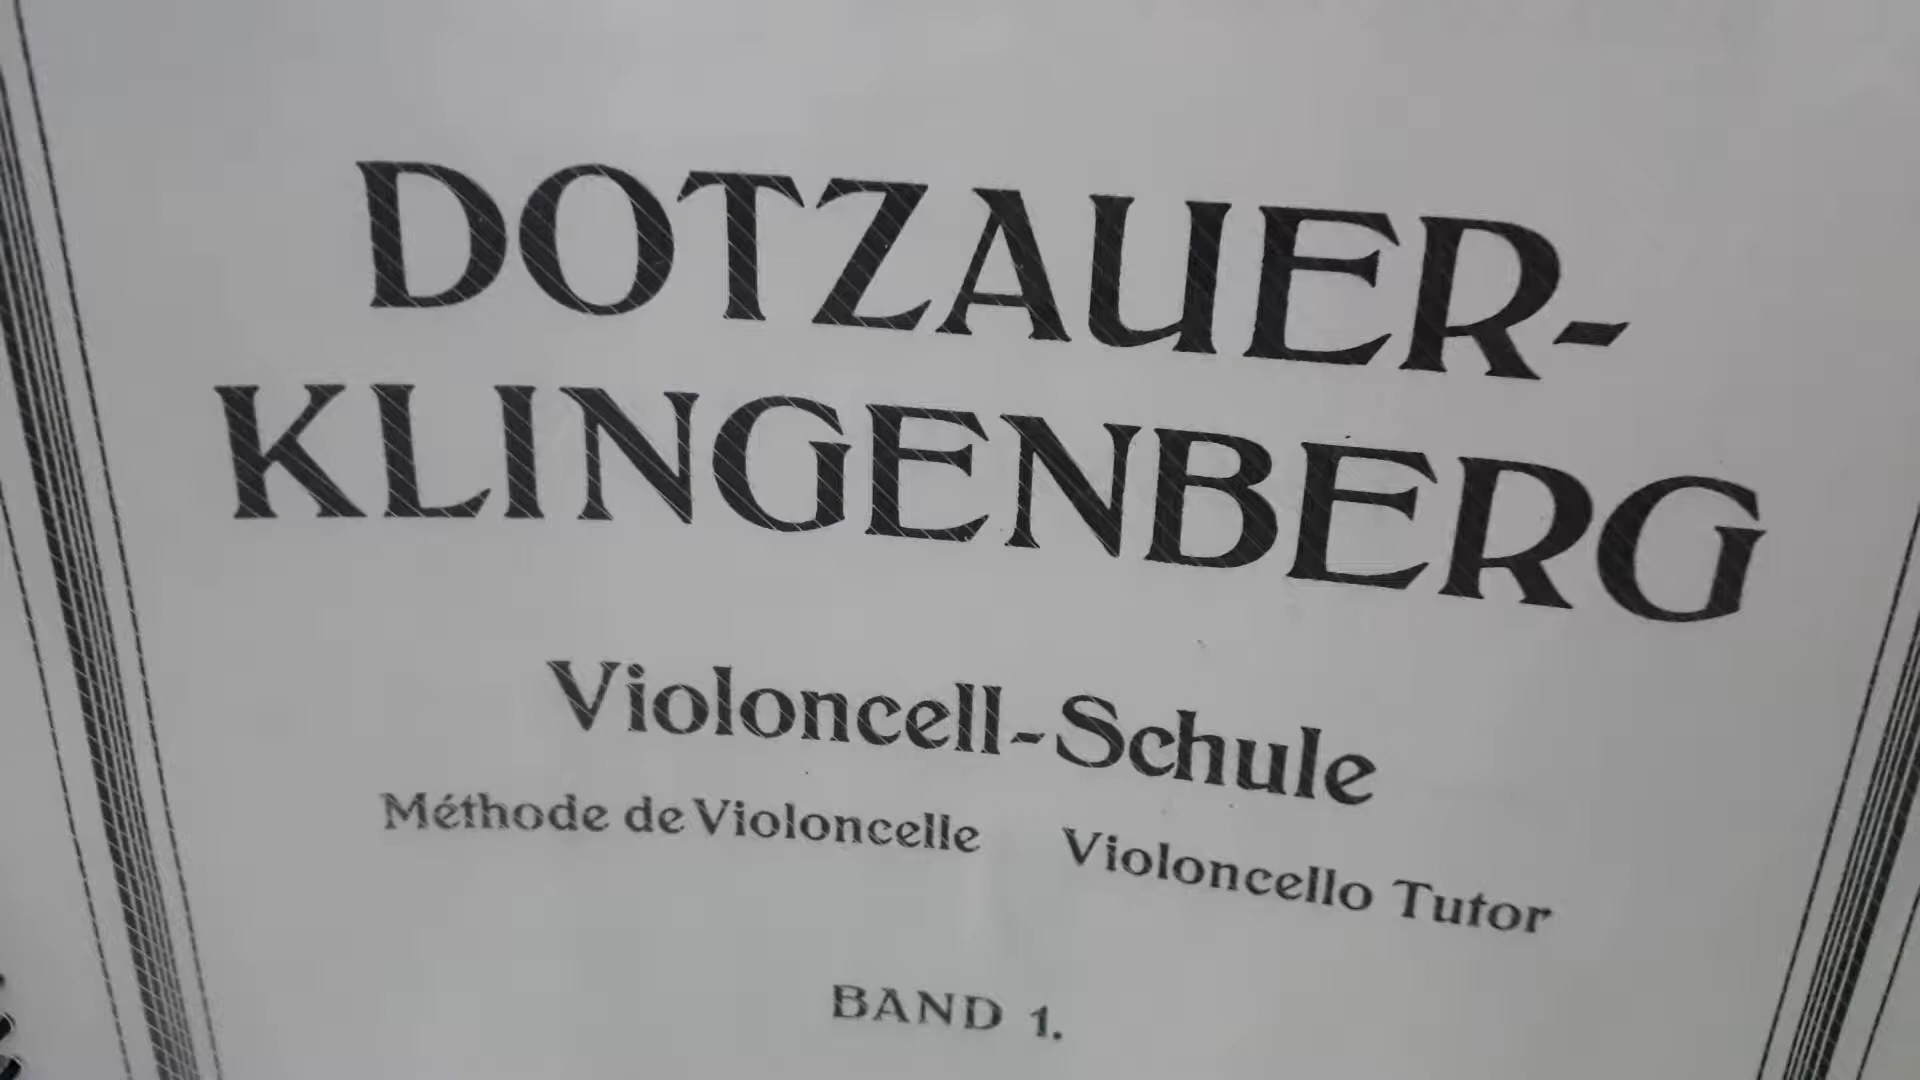 DOTZAUER-
KLINGENBERG
Violoncell-Schule
Méthode de Violoncelle Violoncello Tutor
BAND 1.